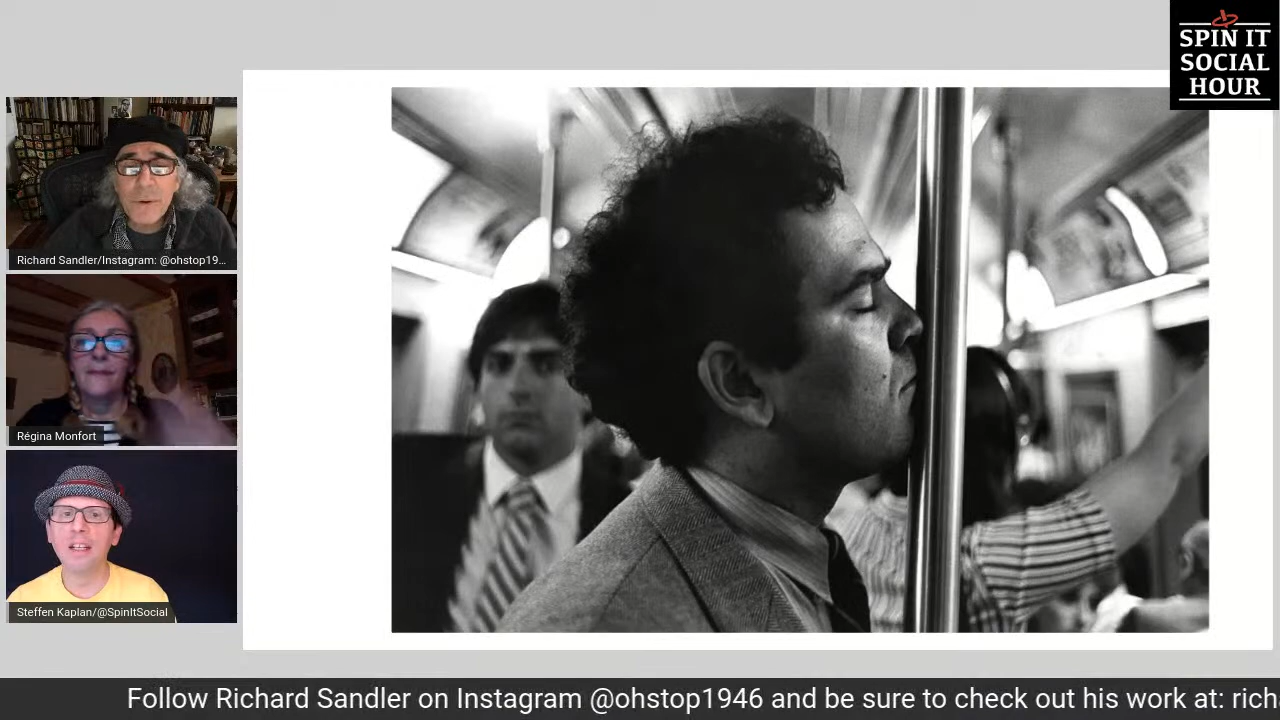 SPIN IT
SOCIAL
HOUR
Richard Sandler/Instagram: @ohstop19...
Régina Monfort
Steffen Kaplan/@SpinItSocial
Follow Richard Sandler on Instagram @ohstop1946 and be sure to check out his work at: rich